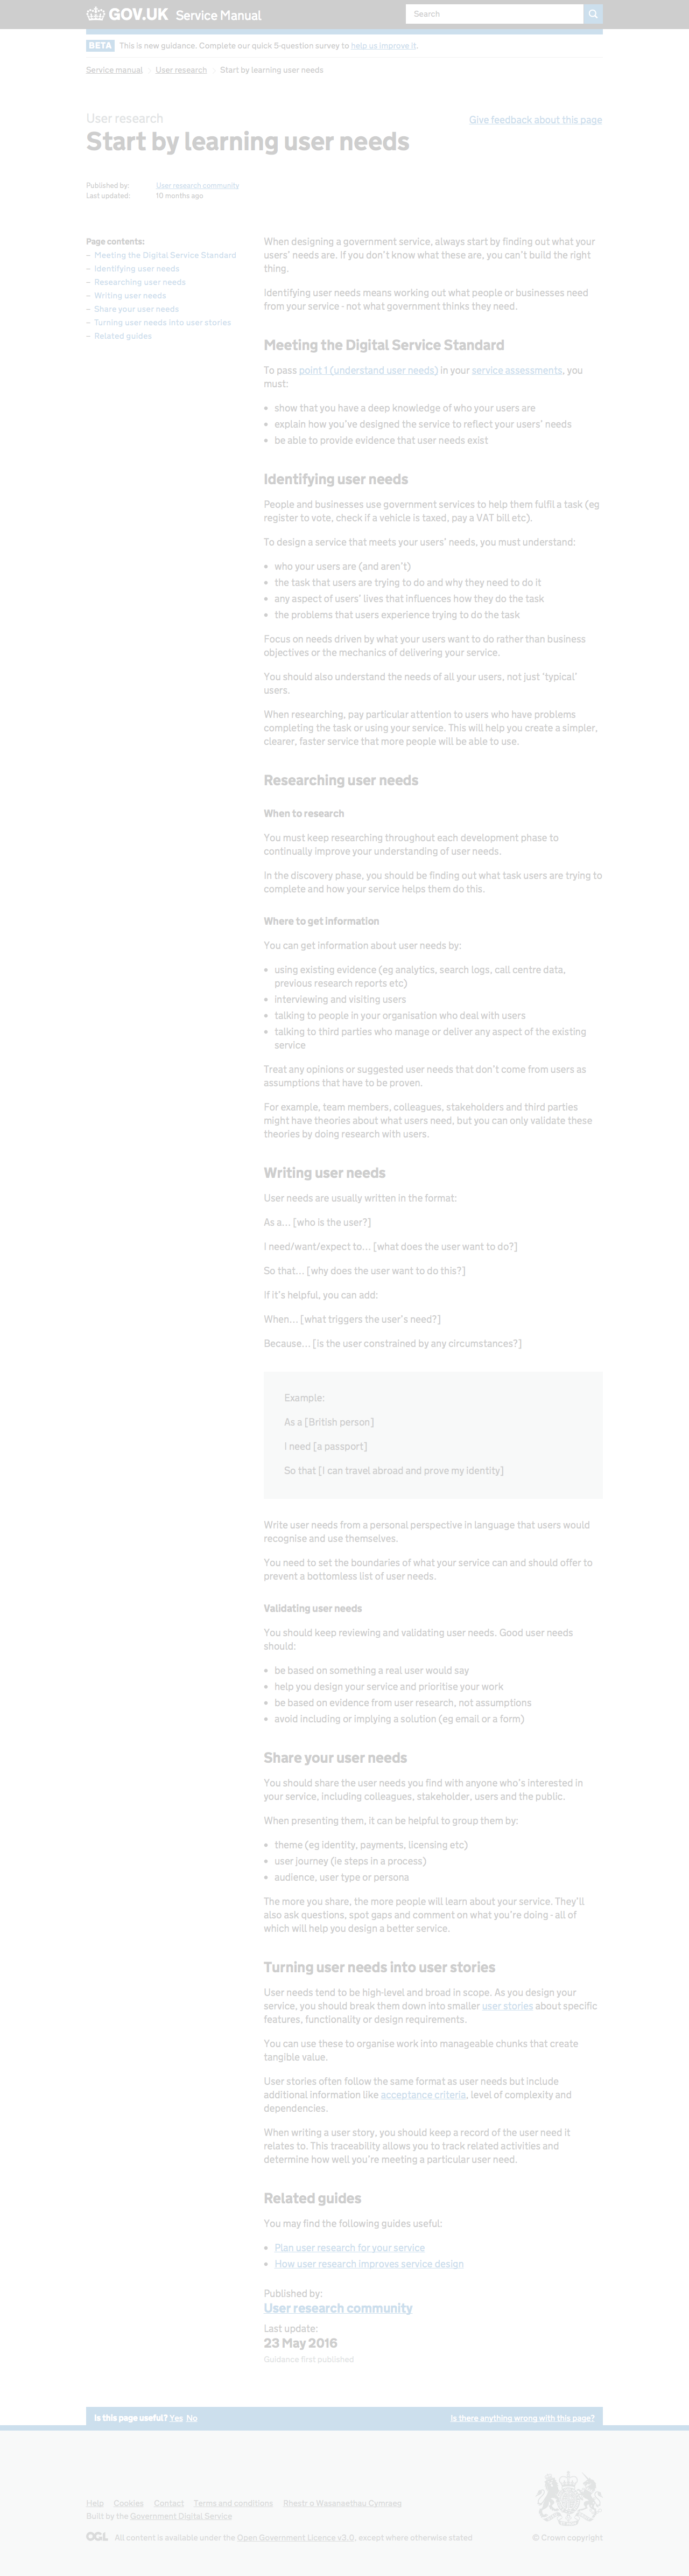 GOV.UK Service Manual
Search
BETA This is new guidance. Complete our quick 5-question survey to help us improve it.
Service manual User research Start by learning user needs
User research
Give feedback about this page
Start by learning user needs
Published by: User research community
Last updated: 10 months ago
Page contents:
– Meeting the Digital Service Standard
– Identifying user needs
– Researching user needs
– Writing user needs
– Share your user needs
– Turning user needs into user stories
– Related guides
When designing a government service, always start by finding out what your
users’ needs are. If you don’t know what these are, you can’t build the right
thing.
Identifying user needs means working out what people or businesses need
from your service - not what government thinks they need.
Meeting the Digital Service Standard
To pass point 1 (understand user needs) in your service assessments, you
must:
• show that you have a deep knowledge of who your users are
• explain how you’ve designed the service to reflect your users’ needs
• be able to provide evidence that user needs exist
Identifying user needs
People and businesses use government services to help them fulfil a task (eg
register to vote, check if a vehicle is taxed, pay a VAT bill etc).
To design a service that meets your users’ needs, you must understand:
• who your users are (and aren’t)
• the task that users are trying to do and why they need to do it
• any aspect of users’ lives that influences how they do the task
• the problems that users experience trying to do the task
Focus on needs driven by what your users want to do rather than business
objectives or the mechanics of delivering your service.
You should also understand the needs of all your users, not just ‘typical’
users.
When researching, pay particular attention to users who have problems
completing the task or using your service. This will help you create a simpler,
clearer, faster service that more people will be able to use.
Researching user needs
When to research
You must keep researching throughout each development phase to
continually improve your understanding of user needs.
In the discovery phase, you should be finding out what task users are trying to
complete and how your service helps them do this.
Where to get information
You can get information about user needs by:
• using existing evidence (eg analytics, search logs, call centre data,
previous research reports etc)
• interviewing and visiting users
• talking to people in your organisation who deal with users
• talking to third parties who manage or deliver any aspect of the existing
service
Treat any opinions or suggested user needs that don’t come from users as
assumptions that have to be proven.
For example, team members, colleagues, stakeholders and third parties
might have theories about what users need, but you can only validate these
theories by doing research with users.
Writing user needs
User needs are usually written in the format:
As a… [who is the user?]
I need/want/expect to… [what does the user want to do?]
So that… [why does the user want to do this?]
If it’s helpful, you can add:
When… [what triggers the user’s need?]
Because… [is the user constrained by any circumstances?]
Example:
As a [British person]
I need [a passport]
So that [I can travel abroad and prove my identity]
Write user needs from a personal perspective in language that users would
recognise and use themselves.
You need to set the boundaries of what your service can and should offer to
prevent a bottomless list of user needs.
Validating user needs
You should keep reviewing and validating user needs. Good user needs
should:
• be based on something a real user would say
• help you design your service and prioritise your work
• be based on evidence from user research, not assumptions
• avoid including or implying a solution (eg email or a form)
Share your user needs
You should share the user needs you find with anyone who’s interested in
your service, including colleagues, stakeholder, users and the public.
When presenting them, it can be helpful to group them by:
• theme (eg identity, payments, licensing etc)
• user journey (ie steps in a process)
• audience, user type or persona
The more you share, the more people will learn about your service. They’ll
also ask questions, spot gaps and comment on what you’re doing - all of
which will help you design a better service.
Turning user needs into user stories
User needs tend to be high-level and broad in scope. As you design your
service, you should break them down into smaller user stories about specific
features, functionality or design requirements.
You can use these to organise work into manageable chunks that create
tangible value.
User stories often follow the same format as user needs but include
additional information like acceptance criteria, level of complexity and
dependencies.
When writing a user story, you should keep a record of the user need it
relates to. This traceability allows you to track related activities and
determine how well you’re meeting a particular user need.
Related guides
You may find the following guides useful:
• Plan user research for your service
• How user research improves service design
Published by:
User research community
Last update:
23 May 2016
Guidance first published
Is this page useful? Yes No
Is there anything wrong with this page?
Help Cookies Contact Terms and conditions Rhestr o Wasanaethau Cymraeg
Built by the Government Digital Service
OGL All content is available under the Open Government Licence v3.0, except where otherwise stated
© Crown copyright